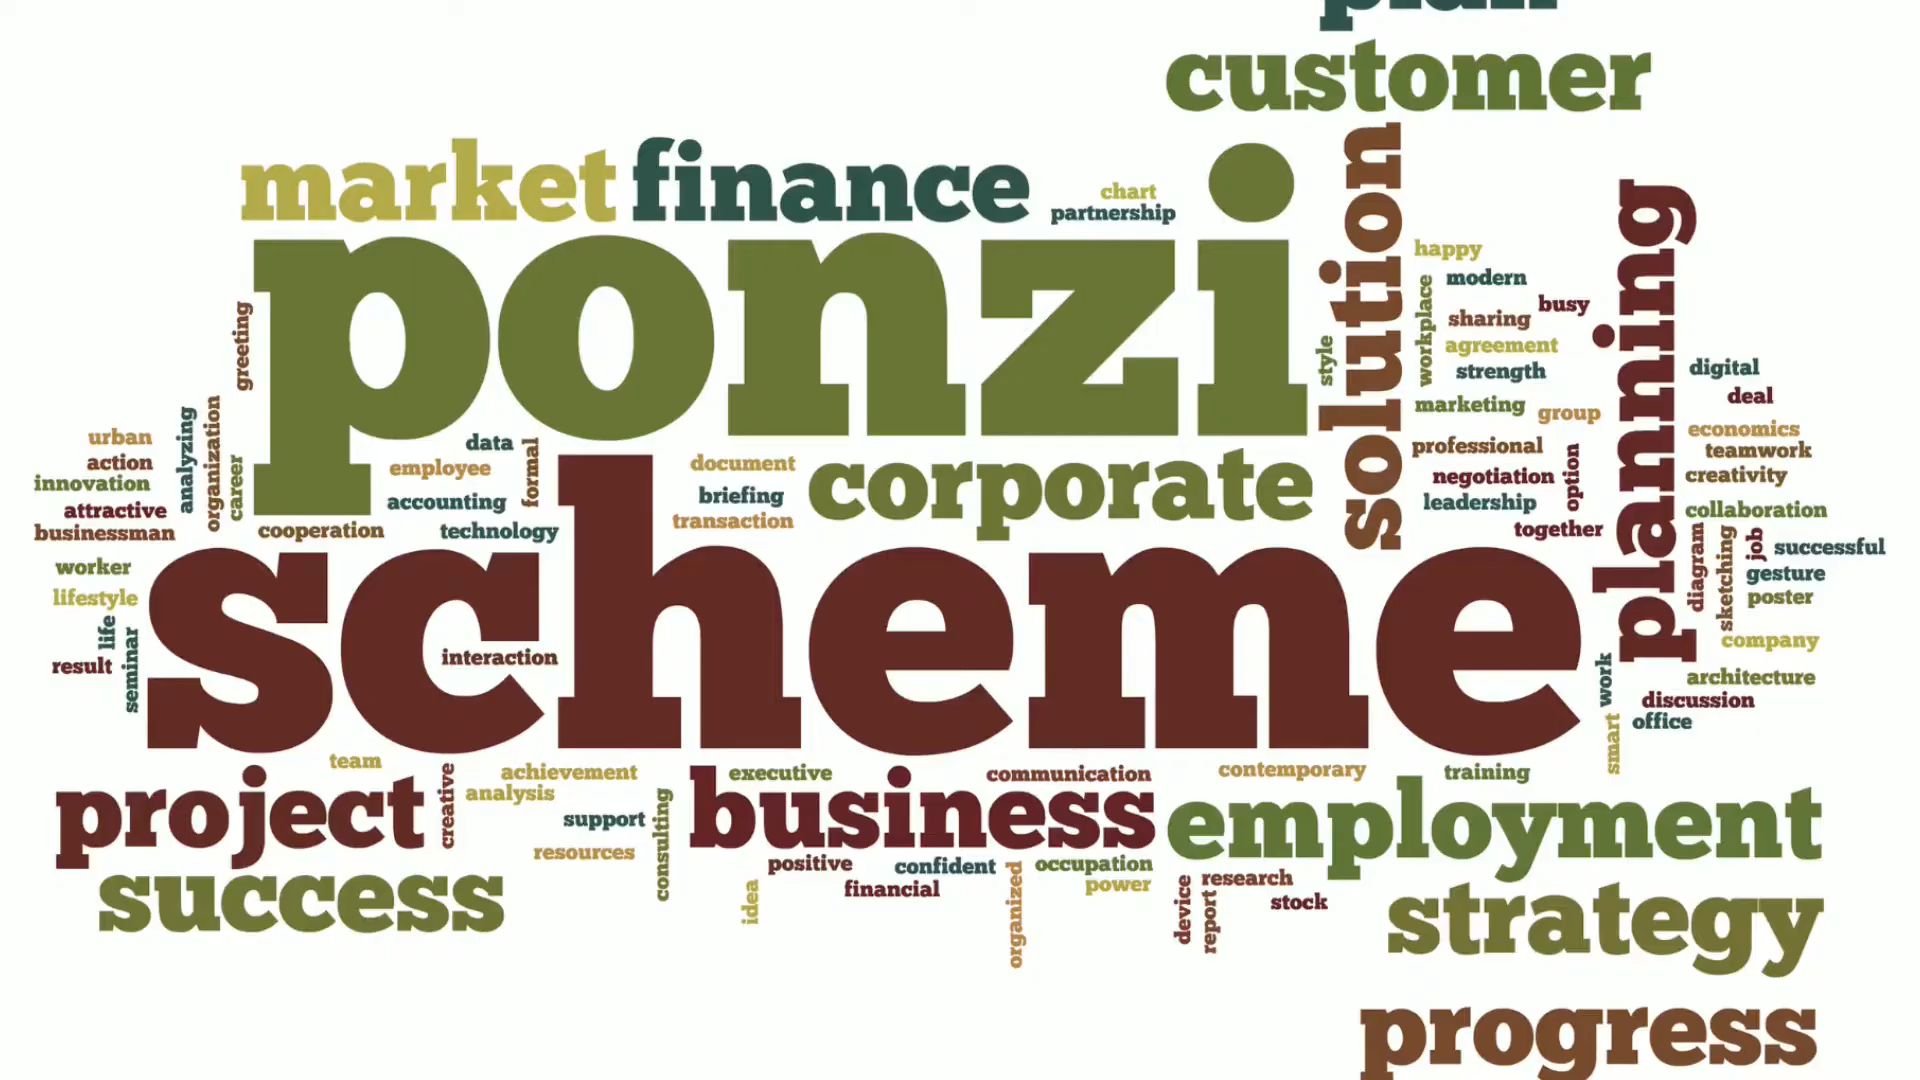 plan
customer
market finance
chart
partnership
ponzi
solution
planning
happy
modern
busy
workplace
sharing
agreement
style
strength
marketing
group
professional
negotiation
option
leadership
together
digital
deal
economics
teamwork
creativity
collaboration
diagram
sketching
job
successful
gesture
poster
company
architecture
work
discussion
office
smart
greeting
urban
action
innovation
attractive
businessman
analyzing
organization
career
data
employee
formal
accounting
cooperation
technology
document
briefing
transaction
corporate
worker
lifestyle
life
result
seminar
scheme
interaction
team
project
creative
achievement
analysis
support
resources
consulting
executive
business
communication
contemporary
training
employment
positive
confident
occupation
power
financial
idea
organized
device
report
research
stock
success
strategy
progress